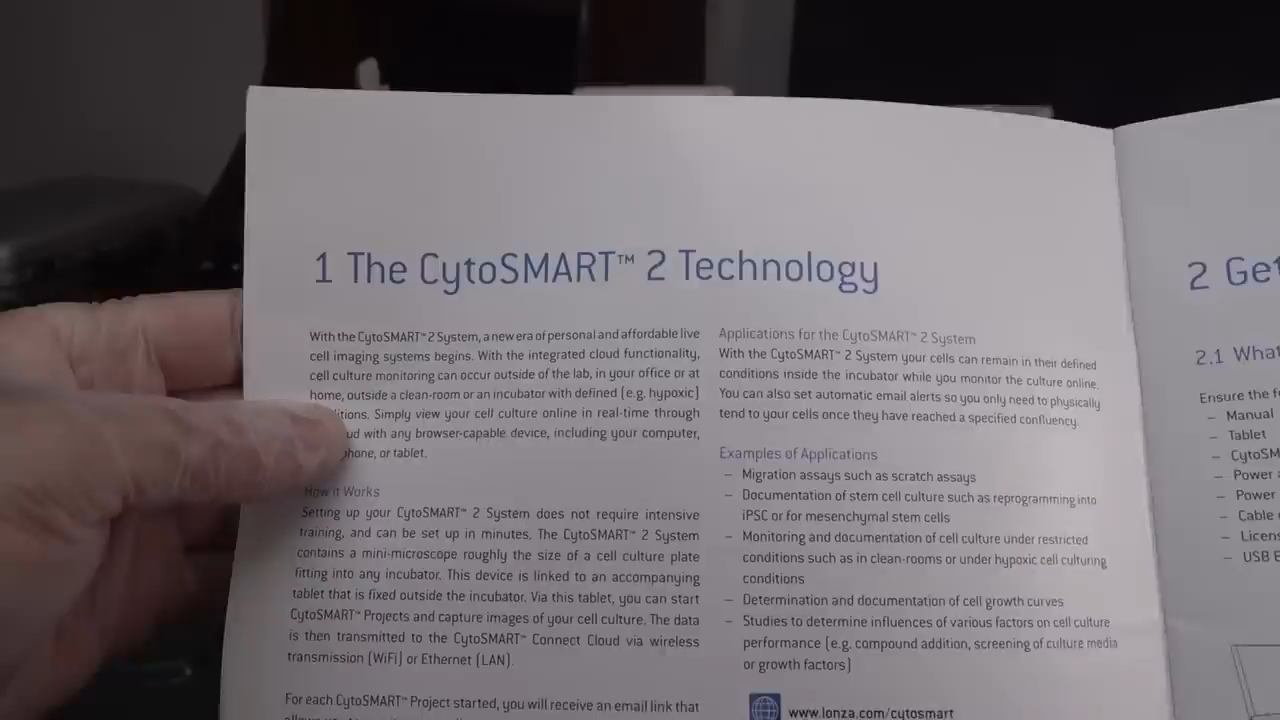 1 The CytoSMART™ 2 Technology
With the CytoSMART™ 2 System, a new era of personal and affordable live
cell imaging systems begins. With the integrated cloud functionality,
cell culture monitoring can occur outside of the lab, in your office or at
home, outside a clean-room or an incubator with defined (e.g. hypoxic)
Simply view your cell culture online in real-time through
with any browser-capable device, including your computer,
or tablet.
How it Works
Setting up your CytoSMART™ 2 System does not require intensive
training, and can be set up in minutes. The CytoSMART™ 2 System
contains a mini-microscope roughly the size of a cell culture plate
fitting into any incubator. This device is linked to an accompanying
tablet that is fixed outside the incubator. Via this tablet, you can start
CytoSMART™ Projects and capture images of your cell culture. The data
is then transmitted to the CytoSMART™ Connect Cloud via wireless
transmission (WiFi) or Ethernet (LAN).
For each CytoSMART™ Project started, you will receive an email link that
Applications for the CytoSMART™ 2 System
With the CytoSMART™ 2 System your cells can remain in their defined
conditions inside the incubator while you monitor the culture online.
You can also set automatic email alerts so you only need to physically
tend to your cells once they have reached a specified confluency.
Examples of Applications
– Migration assays such as scratch assays
– Documentation of stem cell culture such as reprogramming into
iPSC or for mesenchymal stem cells
– Monitoring and documentation of cell culture under restricted
conditions such as in clean-rooms or under hypoxic cell culturing
conditions
– Determination and documentation of cell growth curves
– Studies to determine influences of various factors on cell culture
performance (e.g. compound addition, screening of culture media
or growth factors)
www.lonza.com/cytosmart
2
2.1 What
Ensure the
– Manual
– Tablet
– Power
– Power
– Cable
– USB